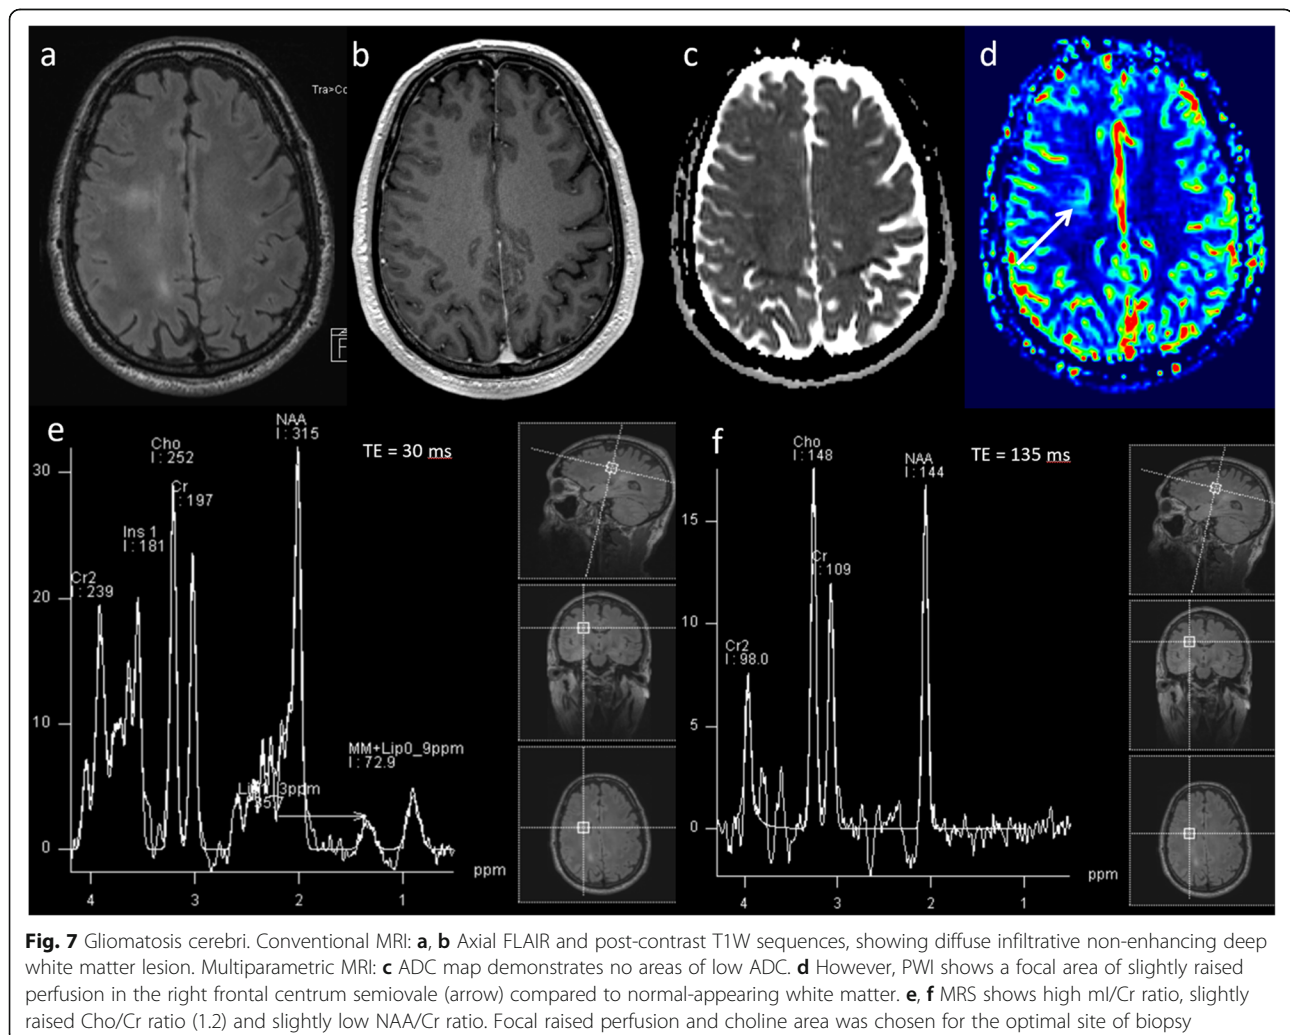 a
b
c
d
Tra>Co
F
e
TE = 30 ms
NAA
I : 315
Cho
I : 252
Cr
: 197
Ins 1
I : 181
Cr2
I : 239
MM+Lip0_9ppm
I : 72.9
30
20
10
0
4
3
2
1
ppm
f
TE = 135 ms
Cho
I : 148
NAA
I : 144
Cr
I : 109
Cr2
I : 98.0
15
10
5
0
4
3
2
1
ppm
Fig. 7 Gliomatosis cerebri. Conventional MRI: a, b Axial FLAIR and post-contrast T1W sequences, showing diffuse infiltrative non-enhancing deep
white matter lesion. Multiparametric MRI: c ADC map demonstrates no areas of low ADC. d However, PWI shows a focal area of slightly raised
perfusion in the right frontal centrum semiovale (arrow) compared to normal-appearing white matter. e, f MRS shows high mI/Cr ratio, slightly
raised Cho/Cr ratio (1.2) and slightly low NAA/Cr ratio. Focal raised perfusion and choline area was chosen for the optimal site of biopsy